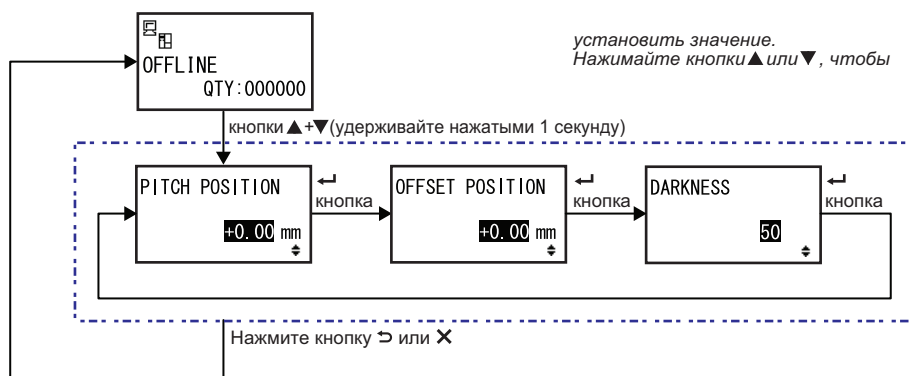 установить значение.
Нажимайте кнопки ▲ или ▼, чтобы
OFFLINE
QTY:000000
кнопки ▲+▼(удерживайте нажатыми 1 секунду)
PITCH POSITION
+0.00 mm
↵
кнопка
OFFSET POSITION
+0.00 mm
↵
кнопка
DARKNESS
50
↵
кнопка
Нажмите кнопку ⮌ или ✕